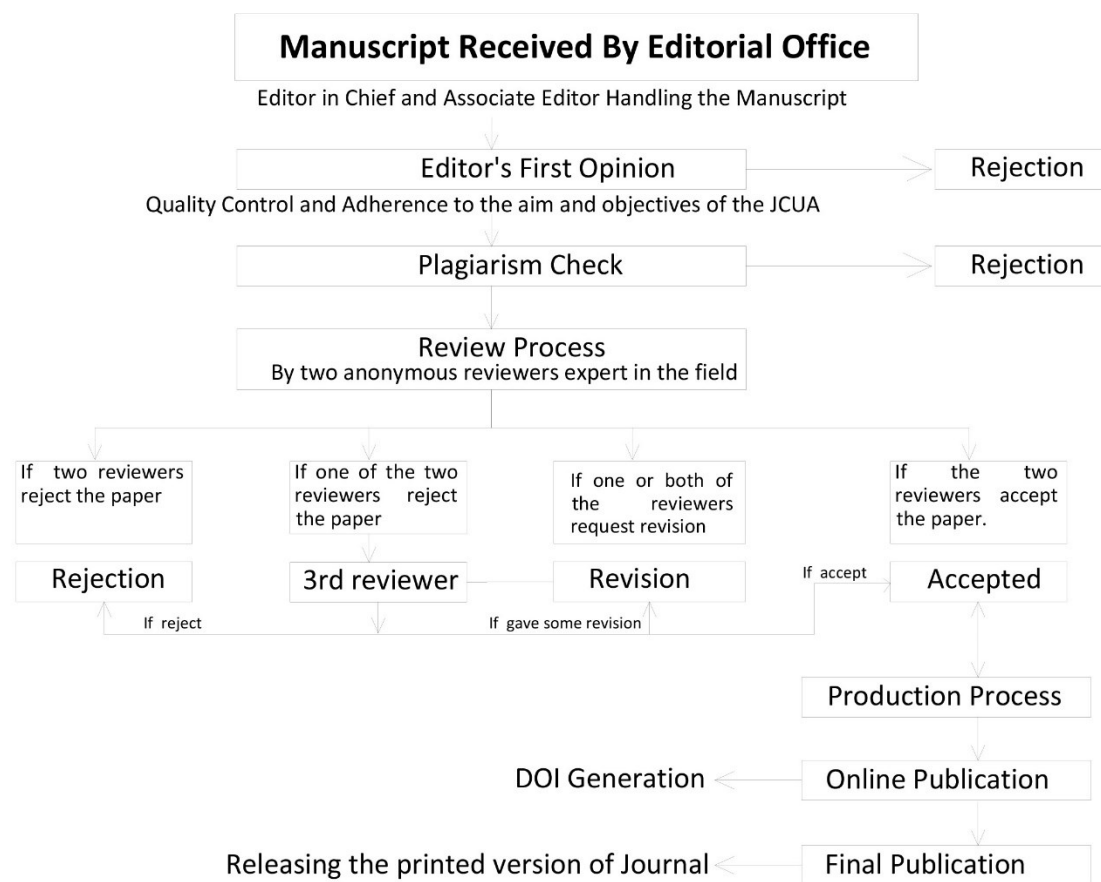 Manuscript Received By Editorial Office
Editor in Chief and Associate Editor Handling the Manuscript
Editor's First Opinion
Rejection
Quality Control and Adherence to the aim and objectives of the JCUA
Plagiarism Check
Rejection
Review Process
By two anonymous reviewers expert in the field
If two reviewers
reject the paper
If one of the two
reviewers reject
the paper
If one or both of
the reviewers
request revision
If the two
reviewers accept
the paper.
Rejection
3rd reviewer
Revision
If accept
Accepted
If reject
If gave some revision
Production Process
DOI Generation
Online Publication
Releasing the printed version of Journal
Final Publication